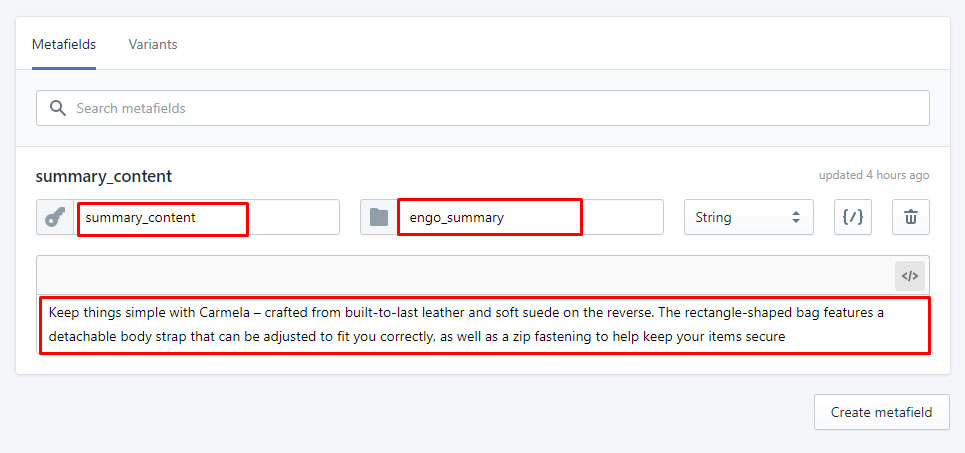 Metafields Variants
Search metafields
summary_content updated 4 hours ago
summary_content engo_summary String {/}
</>
Keep things simple with Carmela – crafted from built-to-last leather and soft suede on the reverse. The rectangle-shaped bag features a
detachable body strap that can be adjusted to fit you correctly, as well as a zip fastening to help keep your items secure
Create metafield